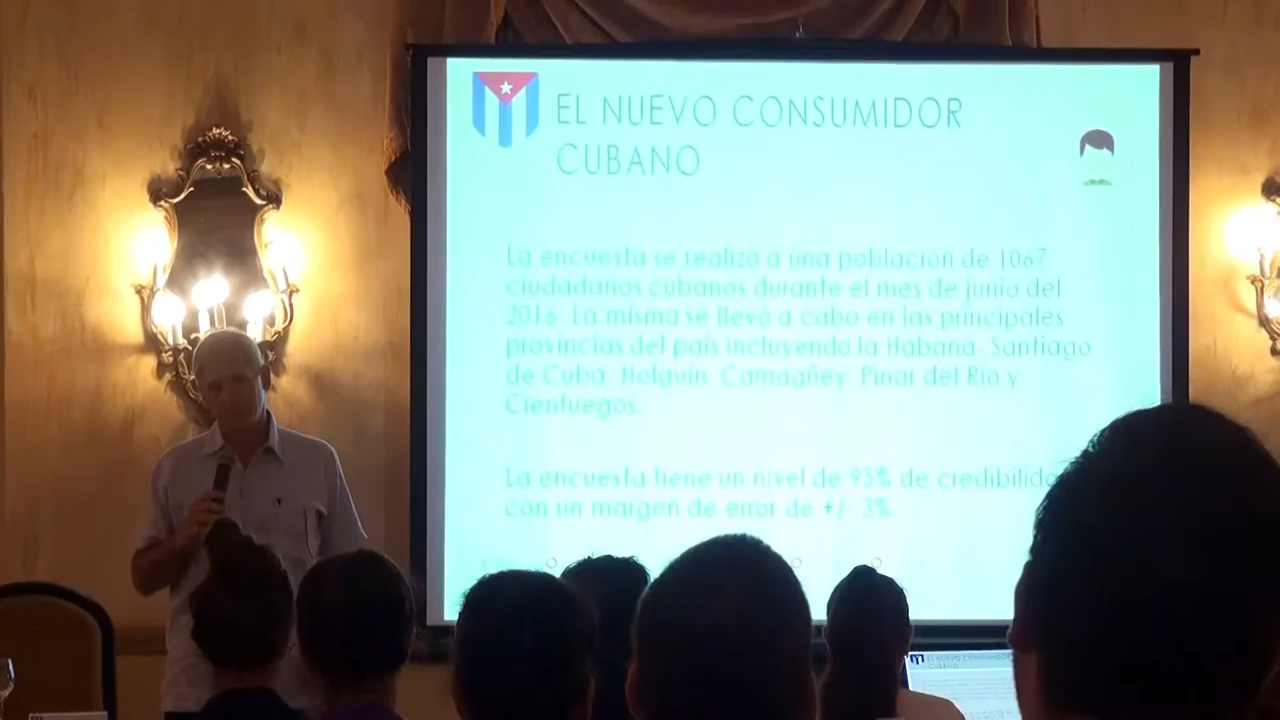 EL NUEVO CONSUMIDOR
CUBANO
La encuesta se realizó a una población de 1067
ciudadanos cubanos durante el mes de junio del
2016. La misma se llevó a cabo en las principales
provincias del país incluyendo la Habana, Santiago
de Cuba, Holguín, Camagüey, Pinar del Río y
Cienfuegos.
La encuesta tiene un nivel de 95% de credibilida
con un margen de error de +/- 3%.
EL NUEVO CONSUMIDOR
CUBANO